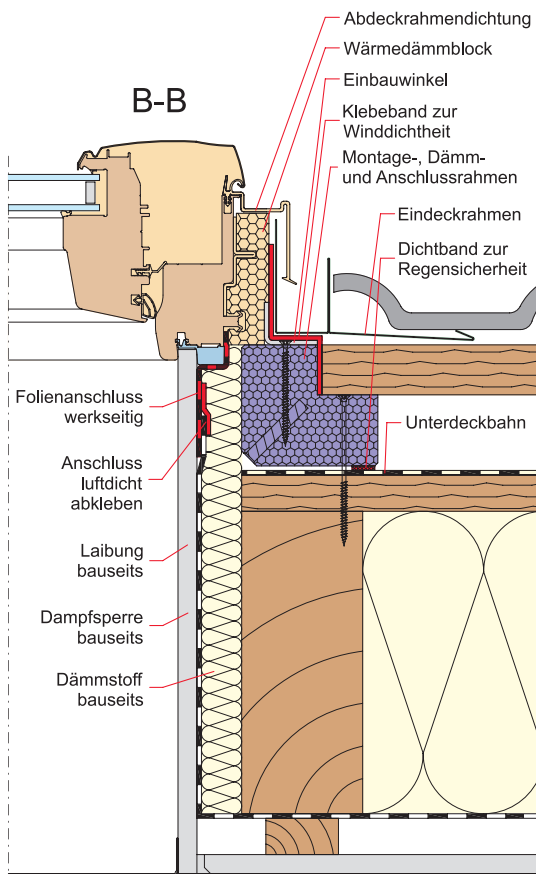 B-B
Abdeckrahmendichtung
Wärmedämmblock
Einbauwinkel
Klebeband zur
Winddichtheit
Montage-, Dämm-
und Anschlussrahmen
Eindeckrahmen
Dichtband zur
Regensicherheit
Unterdeckbahn
Folienanschluss
werkseitig
Anschluss
luftdicht
abkleben
Laibung
bauseits
Dampfsperre
bauseits
Dämmstoff
bauseits